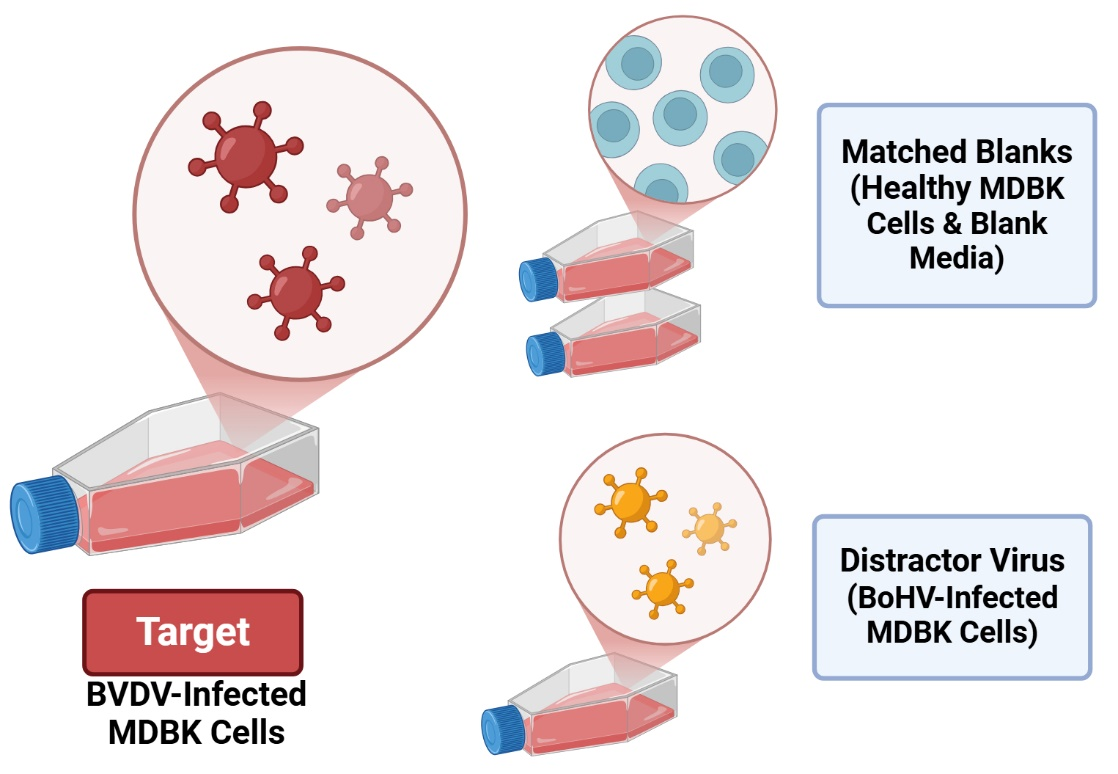 Matched Blanks
(Healthy MDBK
Cells & Blank
Media)
Target
BVDV-Infected
MDBK Cells
Distractor Virus
(BoHV-Infected
MDBK Cells)